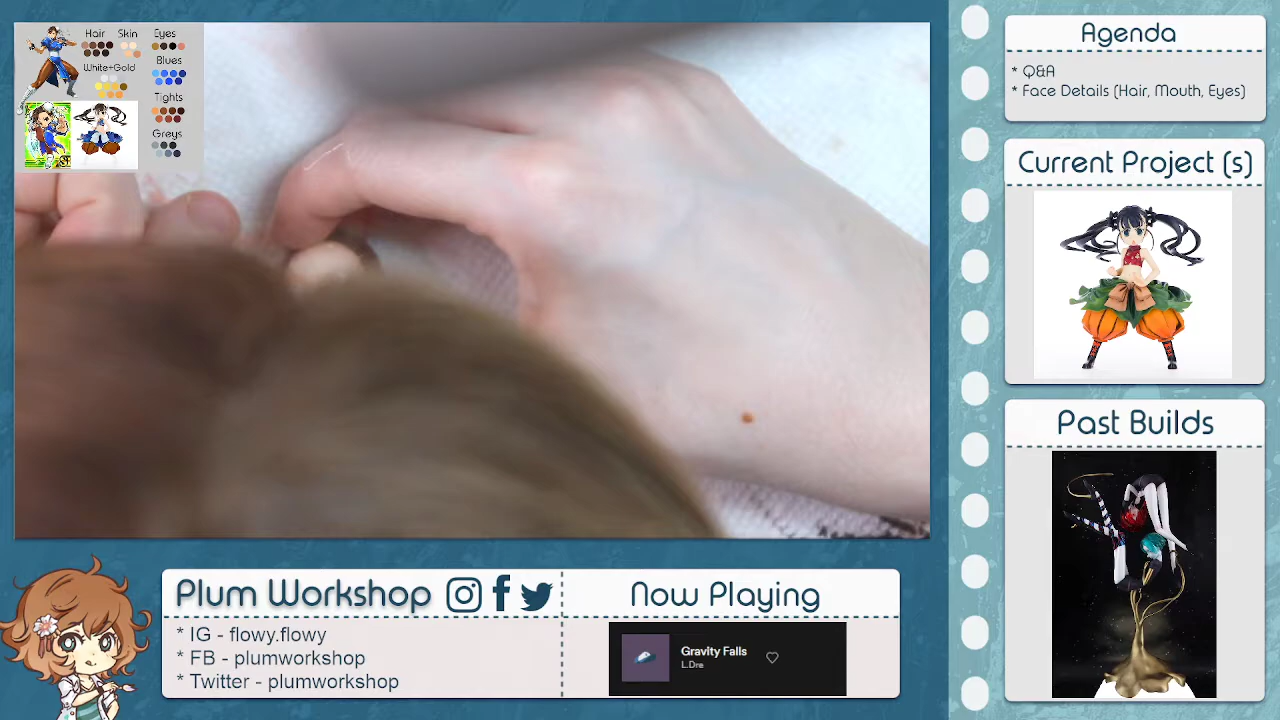 Hair Skin Eyes
White+Gold
Blues
Tights
Greys
Agenda
* Q&A
* Face Details (Hair, Mouth, Eyes)
Current Project (s)
Past Builds
Plum Workshop
* IG - flowy.flowy
* FB - plumworkshop
* Twitter - plumworkshop
Now Playing
Gravity Falls
L.Dre